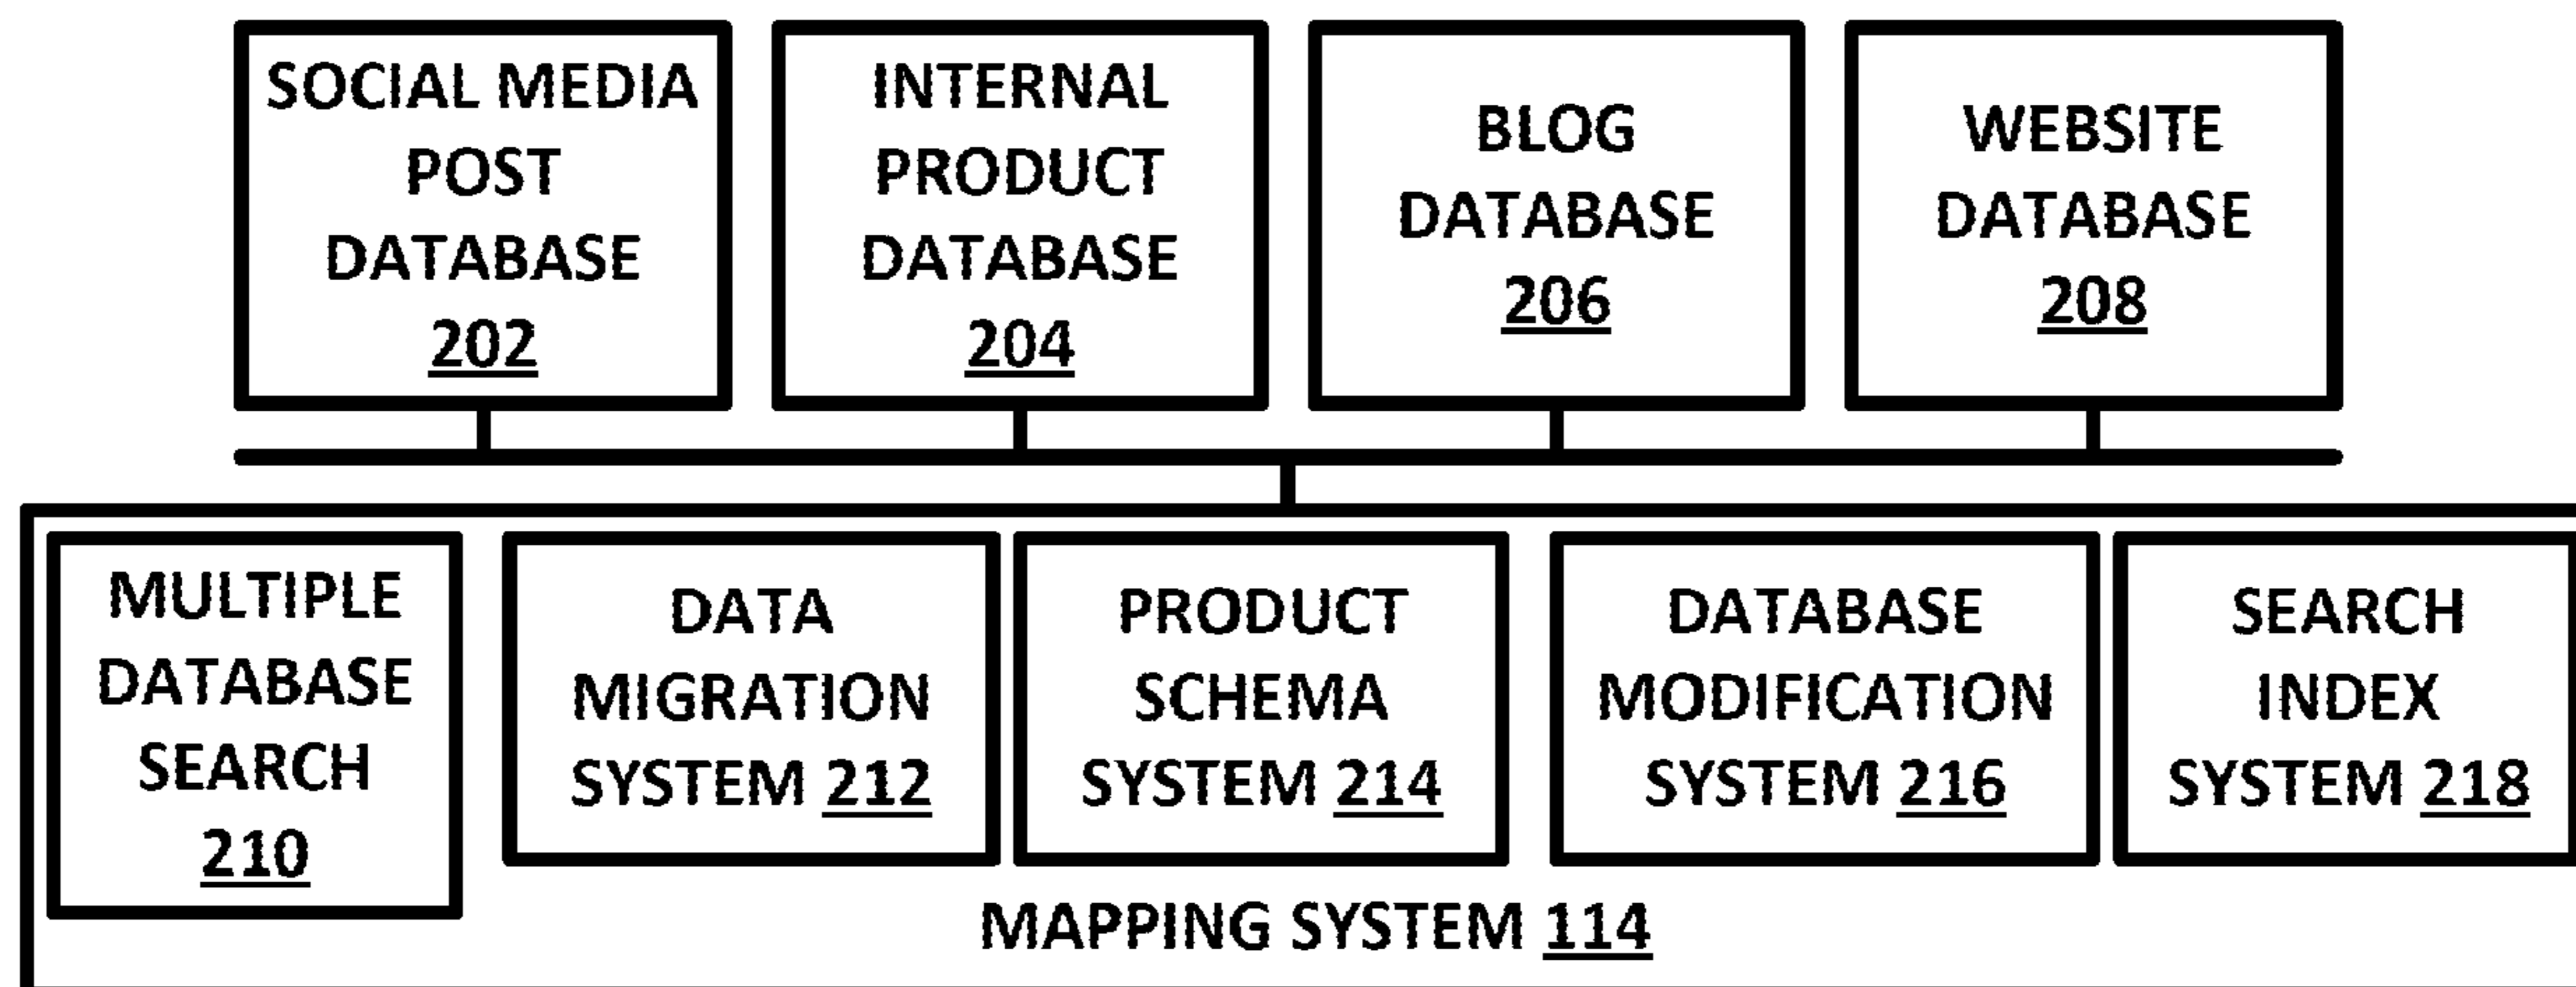 SOCIAL MEDIA
POST
DATABASE
202
INTERNAL
PRODUCT
DATABASE
204
BLOG
DATABASE
206
WEBSITE
DATABASE
208
MULTIPLE
DATABASE
SEARCH
210
DATA
MIGRATION
SYSTEM 212
PRODUCT
SCHEMA
SYSTEM 214
DATABASE
MODIFICATION
SYSTEM 216
SEARCH
INDEX
SYSTEM 218
MAPPING SYSTEM 114